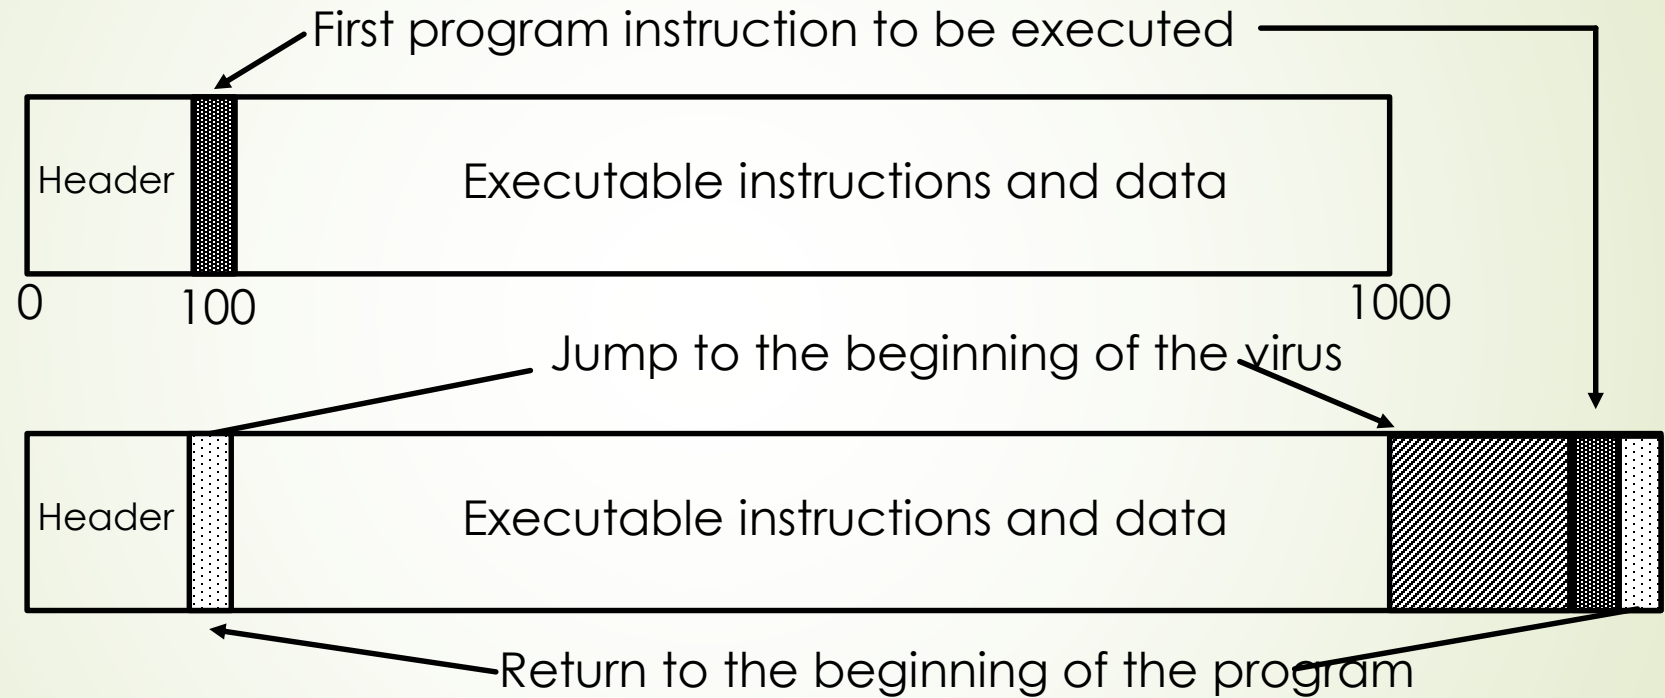 First program instruction to be executed
Header
Executable instructions and data
0
100
1000
Jump to the beginning of the virus
Header
Executable instructions and data
Return to the beginning of the program